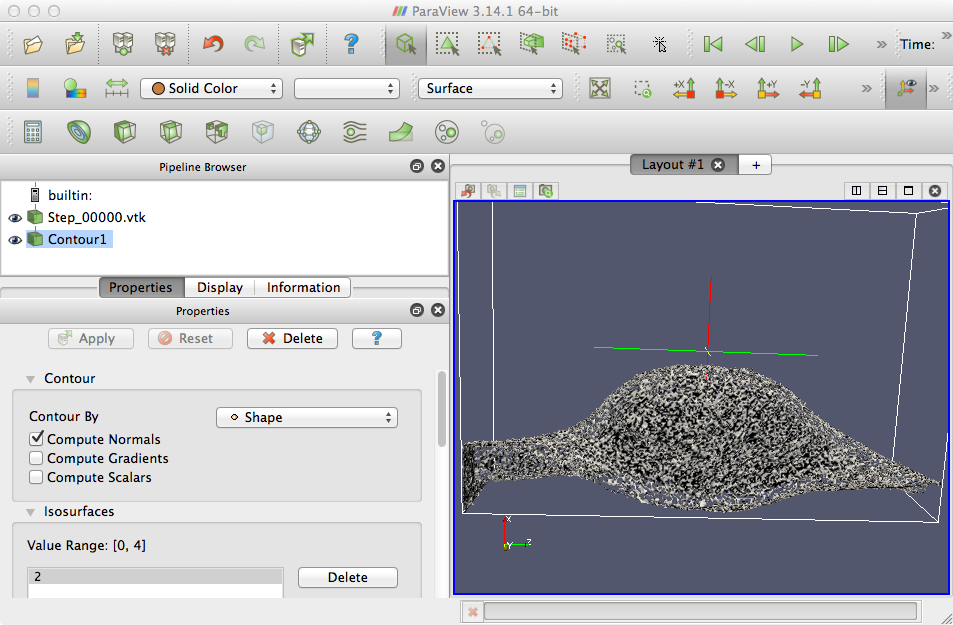 ParaView 3.14.1 64-bit
Time:
Solid Color
Surface
+X
-X
+Y
-Y
Pipeline Browser
builtin:
Step_00000.vtk
Contour1
Properties
Display
Information
Properties
Apply
Reset
Delete
?
Contour
Contour By
Shape
Compute Normals
Compute Gradients
Compute Scalars
Isosurfaces
Value Range: [0, 4]
2
Delete
Layout #1
+
X
Y
Z